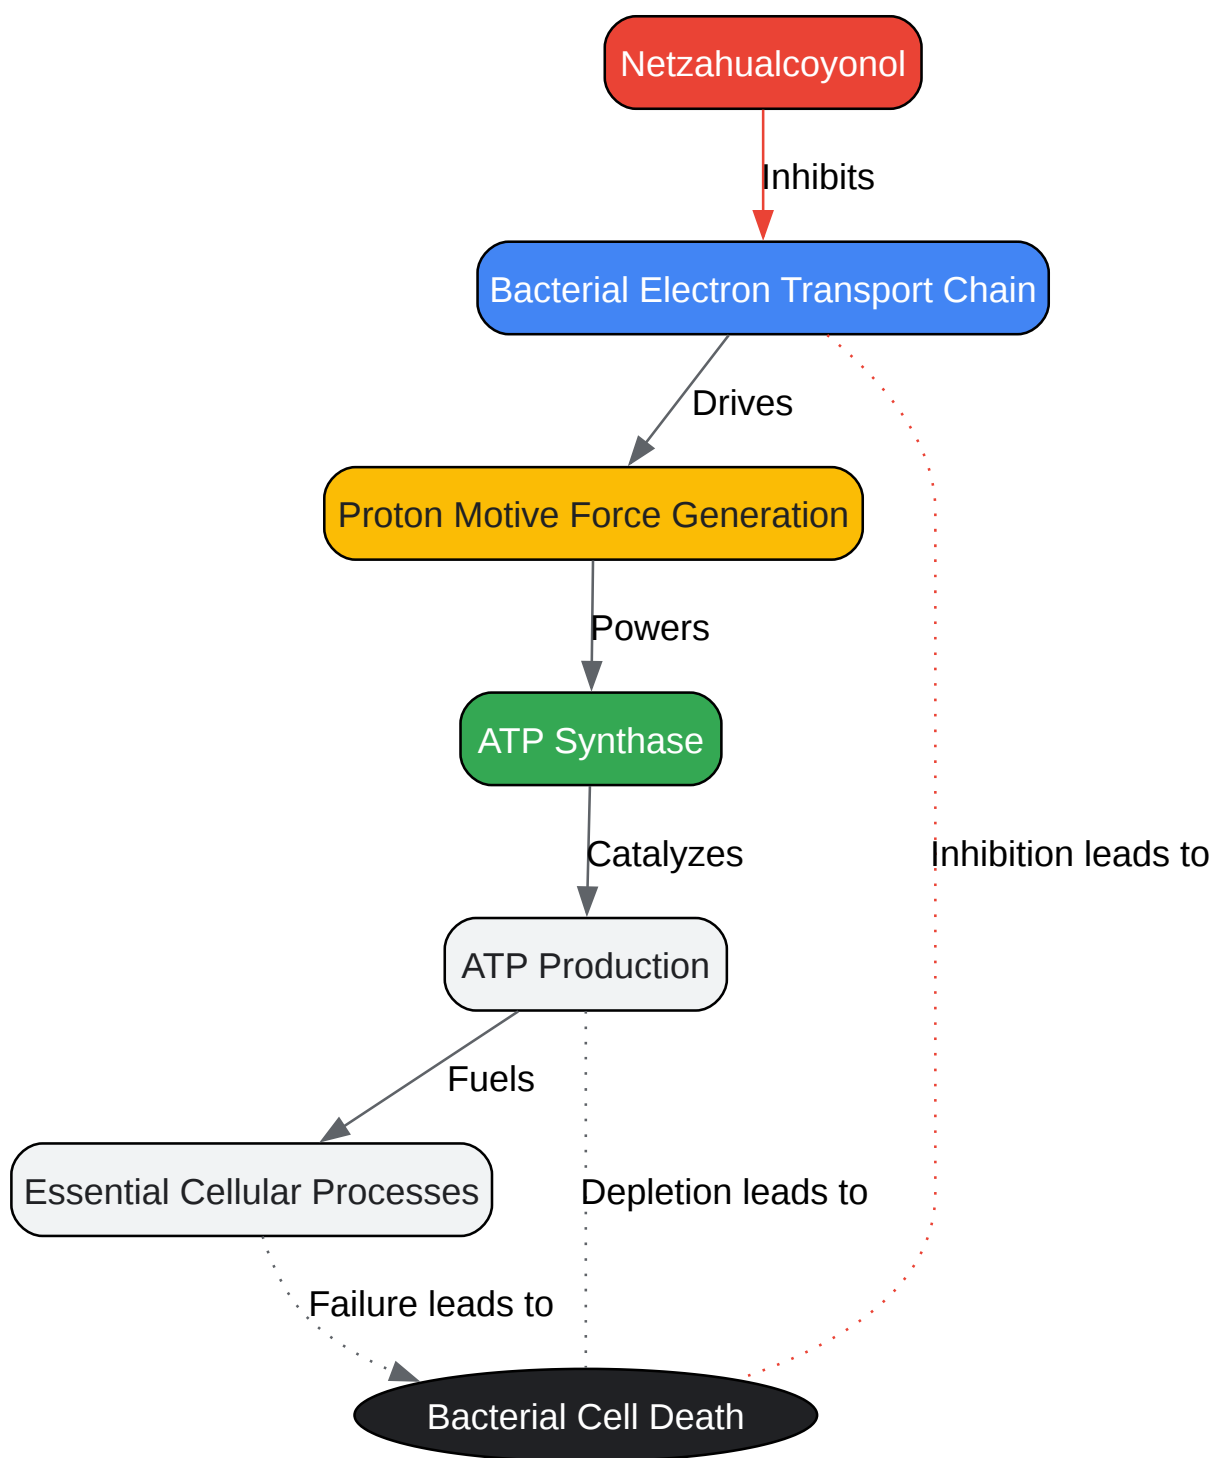 Netzahualcoyonol
Inhibits
Bacterial Electron Transport Chain
Drives
Proton Motive Force Generation
Powers
ATP Synthase
Catalyzes
Inhibition leads to
ATP Production
Fuels
Essential Cellular Processes
Depletion leads to
Failure leads to
Bacterial Cell Death